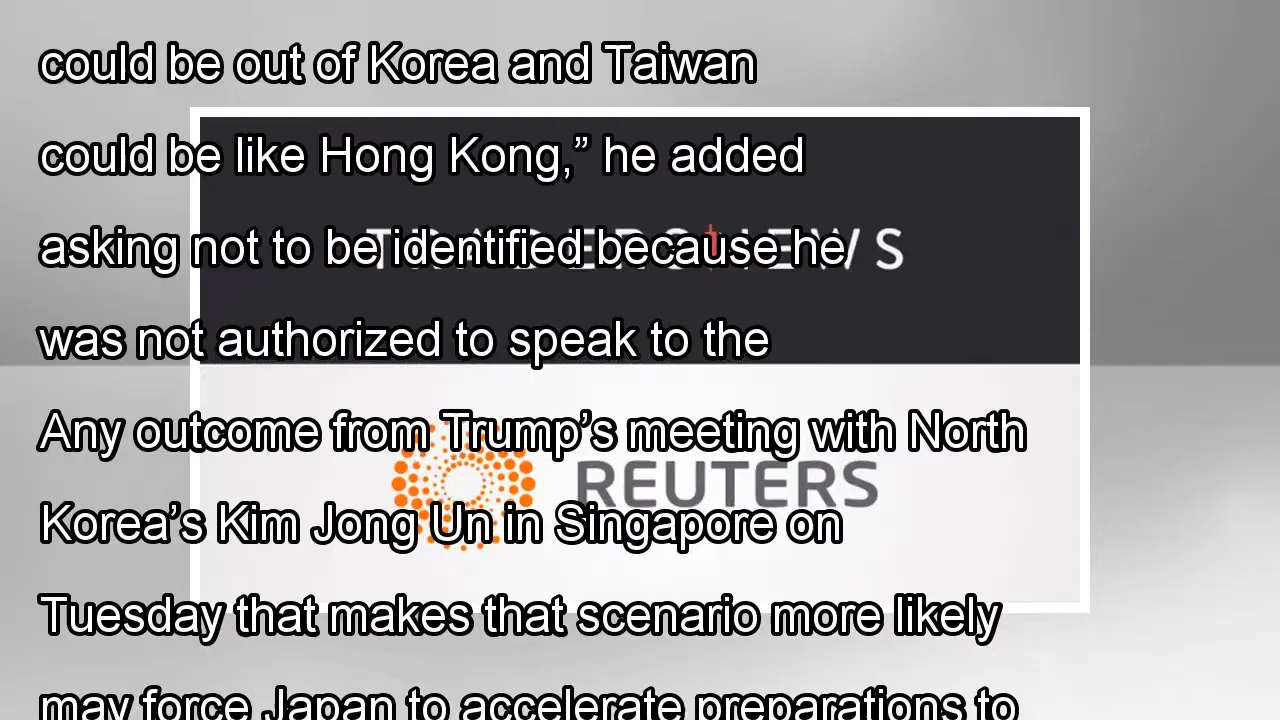 could be out of Korea and Taiwan
could be like Hong Kong,” he added
asking not to be identified because he
TRADERS NEWS
was not authorized to speak to the
Any outcome from Trump’s meeting with North
REUTERS
Korea’s Kim Jong Un in Singapore on
Tuesday that makes that scenario more likely
may force Japan to accelerate preparations to